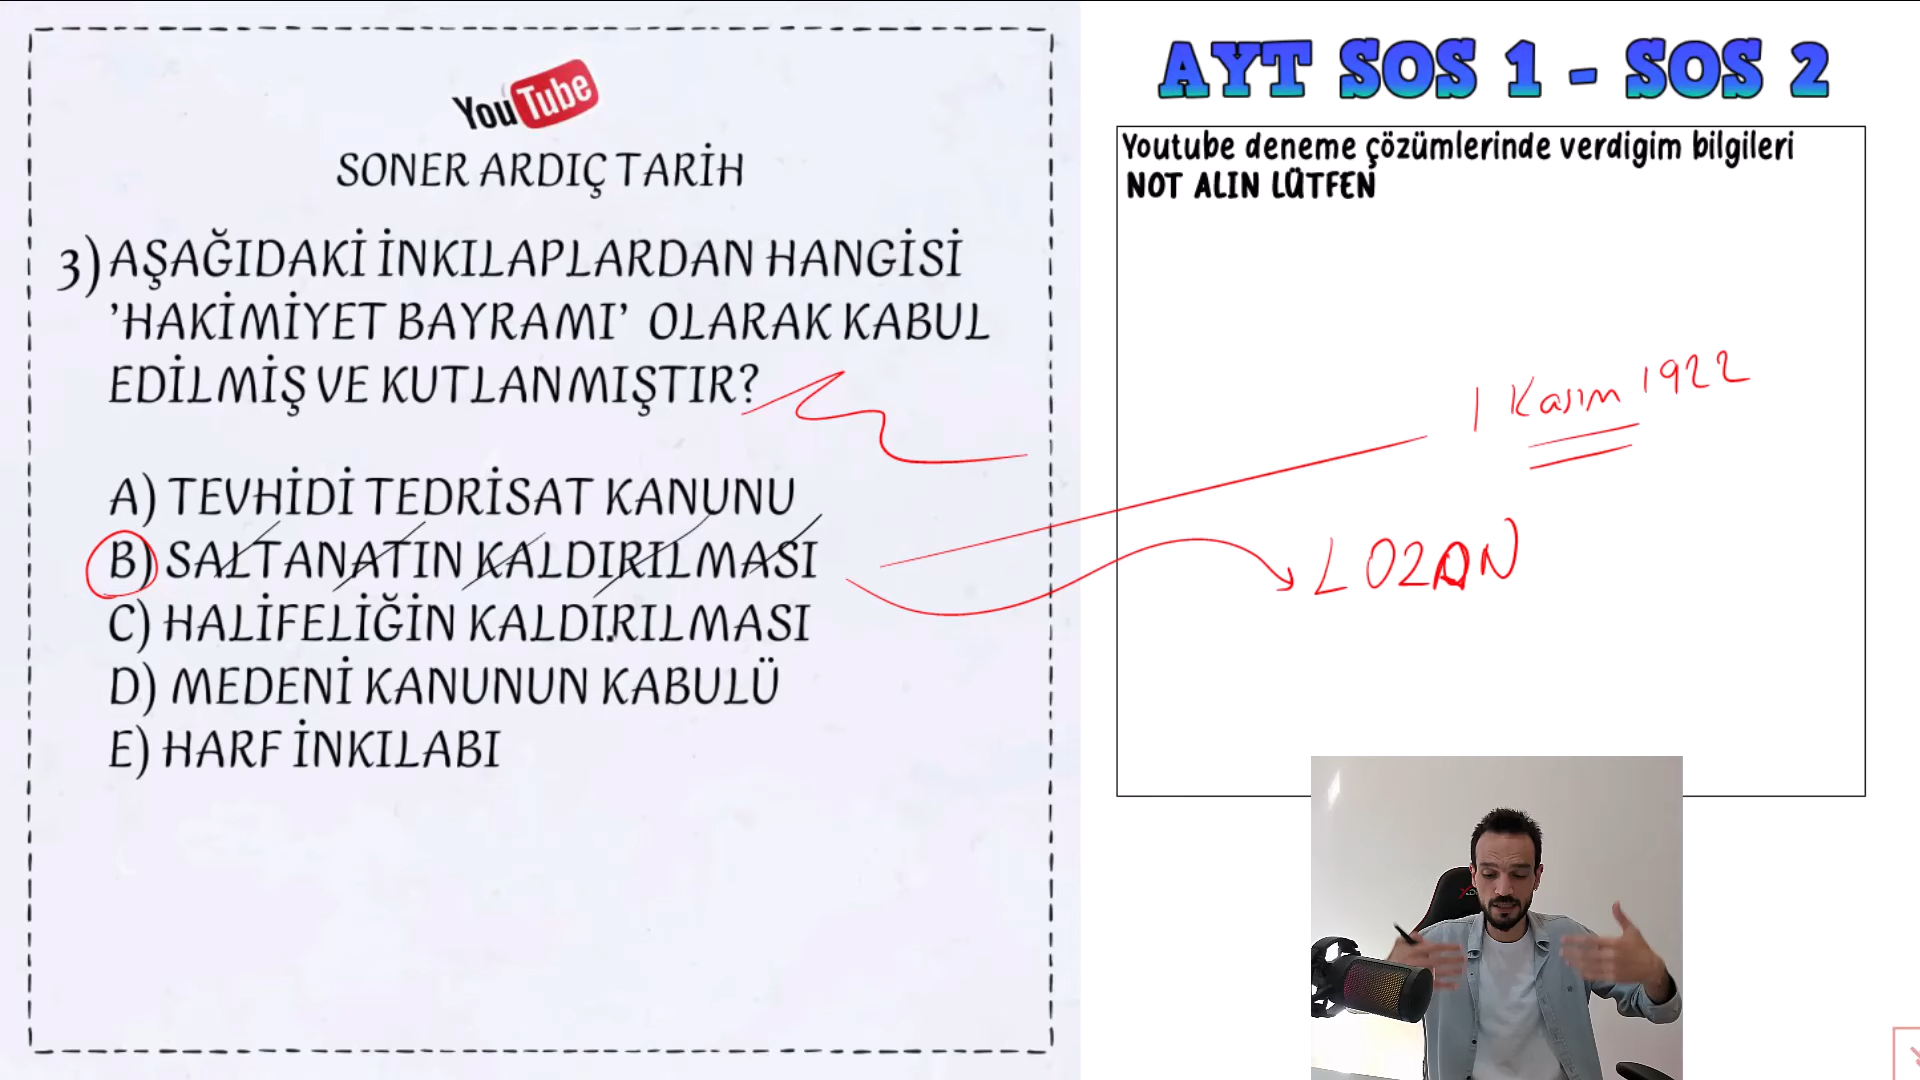 YouTube
SONER ARDIÇ TARİH
3) AŞAĞIDAKİ İNKILAPLARDAN HANGİSİ
'HAKİMİYET BAYRAMI' OLARAK KABUL
EDİLMİŞ VE KUTLANMIŞTIR?
A) TEVHİDİ TEDRİSAT KANUNU
B) SALTANATIN KALDIRILMASI
C) HALİFELİĞİN KALDIRILMASI
D) MEDENİ KANUNUN KABULÜ
E) HARF İNKILABI
AYT SOS 1 - SOS 2
Youtube deneme çözümlerinde verdigim bilgileri
NOT ALIN LÜTFEN
1 Kasım 1922
LOZAN